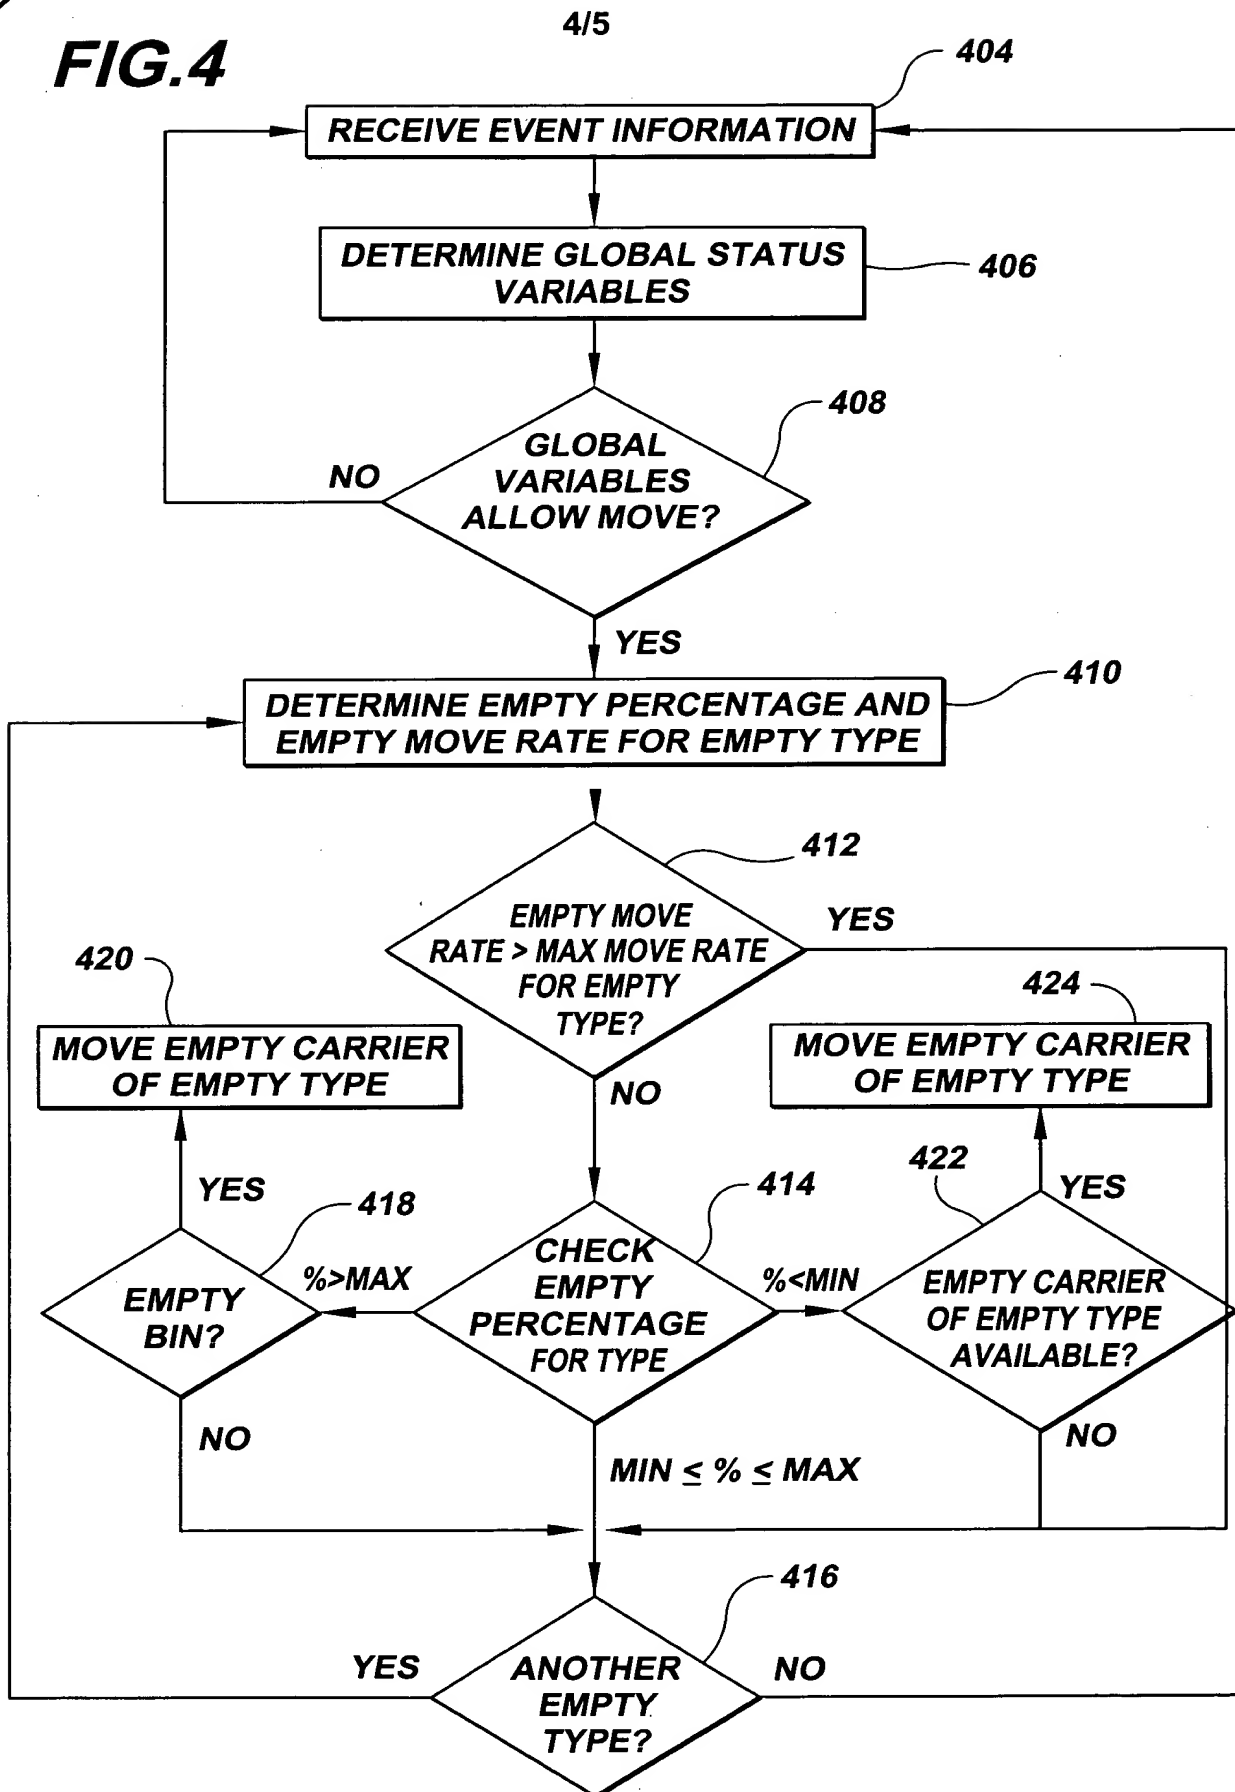 4/5
FIG.4
404
RECEIVE EVENT INFORMATION
DETERMINE GLOBAL STATUS
VARIABLES
406
408
GLOBAL
VARIABLES
ALLOW MOVE?
NO
YES
410
DETERMINE EMPTY PERCENTAGE AND
EMPTY MOVE RATE FOR EMPTY TYPE
412
EMPTY MOVE
RATE > MAX MOVE RATE
FOR EMPTY
TYPE?
YES
NO
420
MOVE EMPTY CARRIER
OF EMPTY TYPE
424
MOVE EMPTY CARRIER
OF EMPTY TYPE
YES
418
EMPTY
BIN?
%>MAX
414
CHECK
EMPTY
PERCENTAGE
FOR TYPE
%<MIN
422
YES
EMPTY CARRIER
OF EMPTY TYPE
AVAILABLE?
NO
MIN ≤ % ≤ MAX
NO
416
YES
ANOTHER
EMPTY
TYPE?
NO